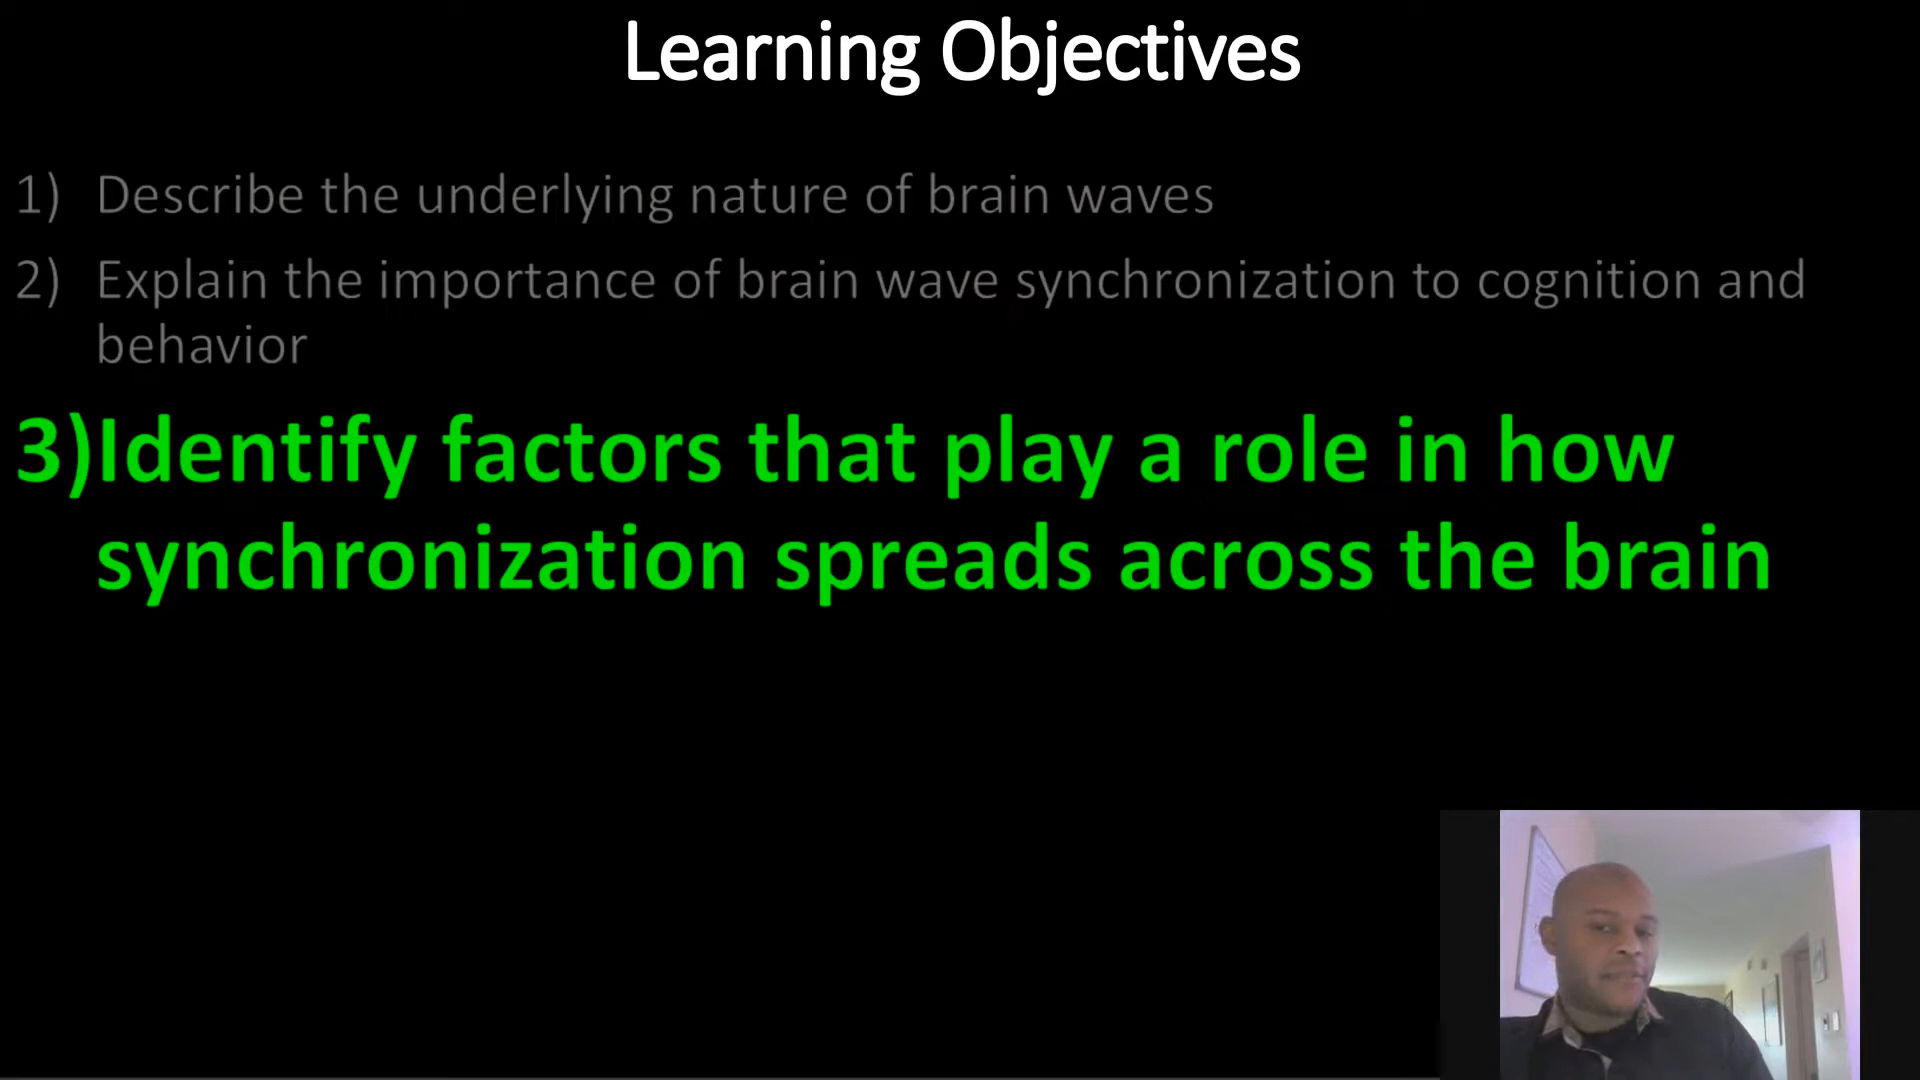 Learning Objectives
1) Describe the underlying nature of brain waves
2) Explain the importance of brain wave synchronization to cognition and
behavior
3)Identify factors that play a role in how
synchronization spreads across the brain